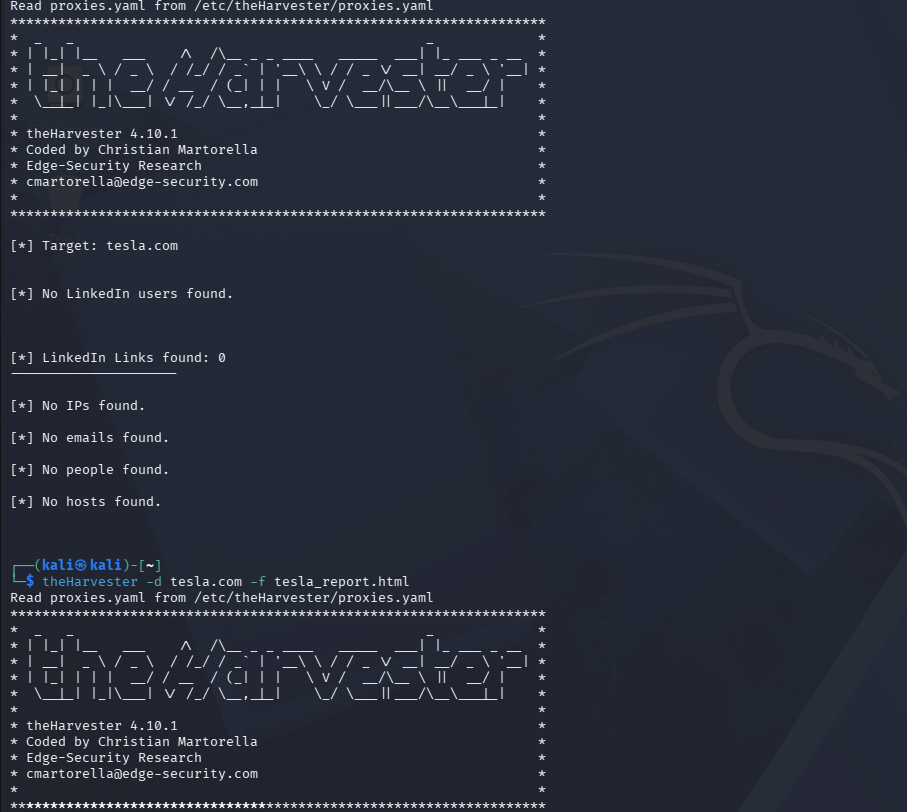 Read proxies.yaml from /etc/theHarvester/proxies.yaml
*******************************************************************
*  _   _                                            _             *
* | |_| |__    ___     /\  /\__ _ _ ____   _____  ___| |_ ___ _ __  *
* | __|  _ \ / _ \   / /_/ / _` | '__\ \ / / _ \/ __| __/ _ \ '__| *
* | |_| | | |  __/  / __  / (_| | |   \ V /  __/\__ \ ||  __/ |    *
*  \__|_| |_|\___|  \/ /_/ \__,_|_|    \_/ \___||___/\__\___|_|    *
*                                                                 *
* theHarvester 4.10.1                                             *
* Coded by Christian Martorella                                   *
* Edge-Security Research                                          *
* cmartorella@edge-security.com                                   *
*                                                                 *
*******************************************************************
[*] Target: tesla.com
[*] No LinkedIn users found.
[*] LinkedIn Links found: 0
---------------------
[*] No IPs found.
[*] No emails found.
[*] No people found.
[*] No hosts found.
┌──(kali㉿kali)-[~]
└─$ theHarvester -d tesla.com -f tesla_report.html
Read proxies.yaml from /etc/theHarvester/proxies.yaml
*******************************************************************
*  _   _                                            _             *
* | |_| |__    ___     /\  /\__ _ _ ____   _____  ___| |_ ___ _ __  *
* | __|  _ \ / _ \   / /_/ / _` | '__\ \ / / _ \/ __| __/ _ \ '__| *
* | |_| | | |  __/  / __  / (_| | |   \ V /  __/\__ \ ||  __/ |    *
*  \__|_| |_|\___|  \/ /_/ \__,_|_|    \_/ \___||___/\__\___|_|    *
*                                                                 *
* theHarvester 4.10.1                                             *
* Coded by Christian Martorella                                   *
* Edge-Security Research                                          *
* cmartorella@edge-security.com                                   *
*                                                                 *
*******************************************************************